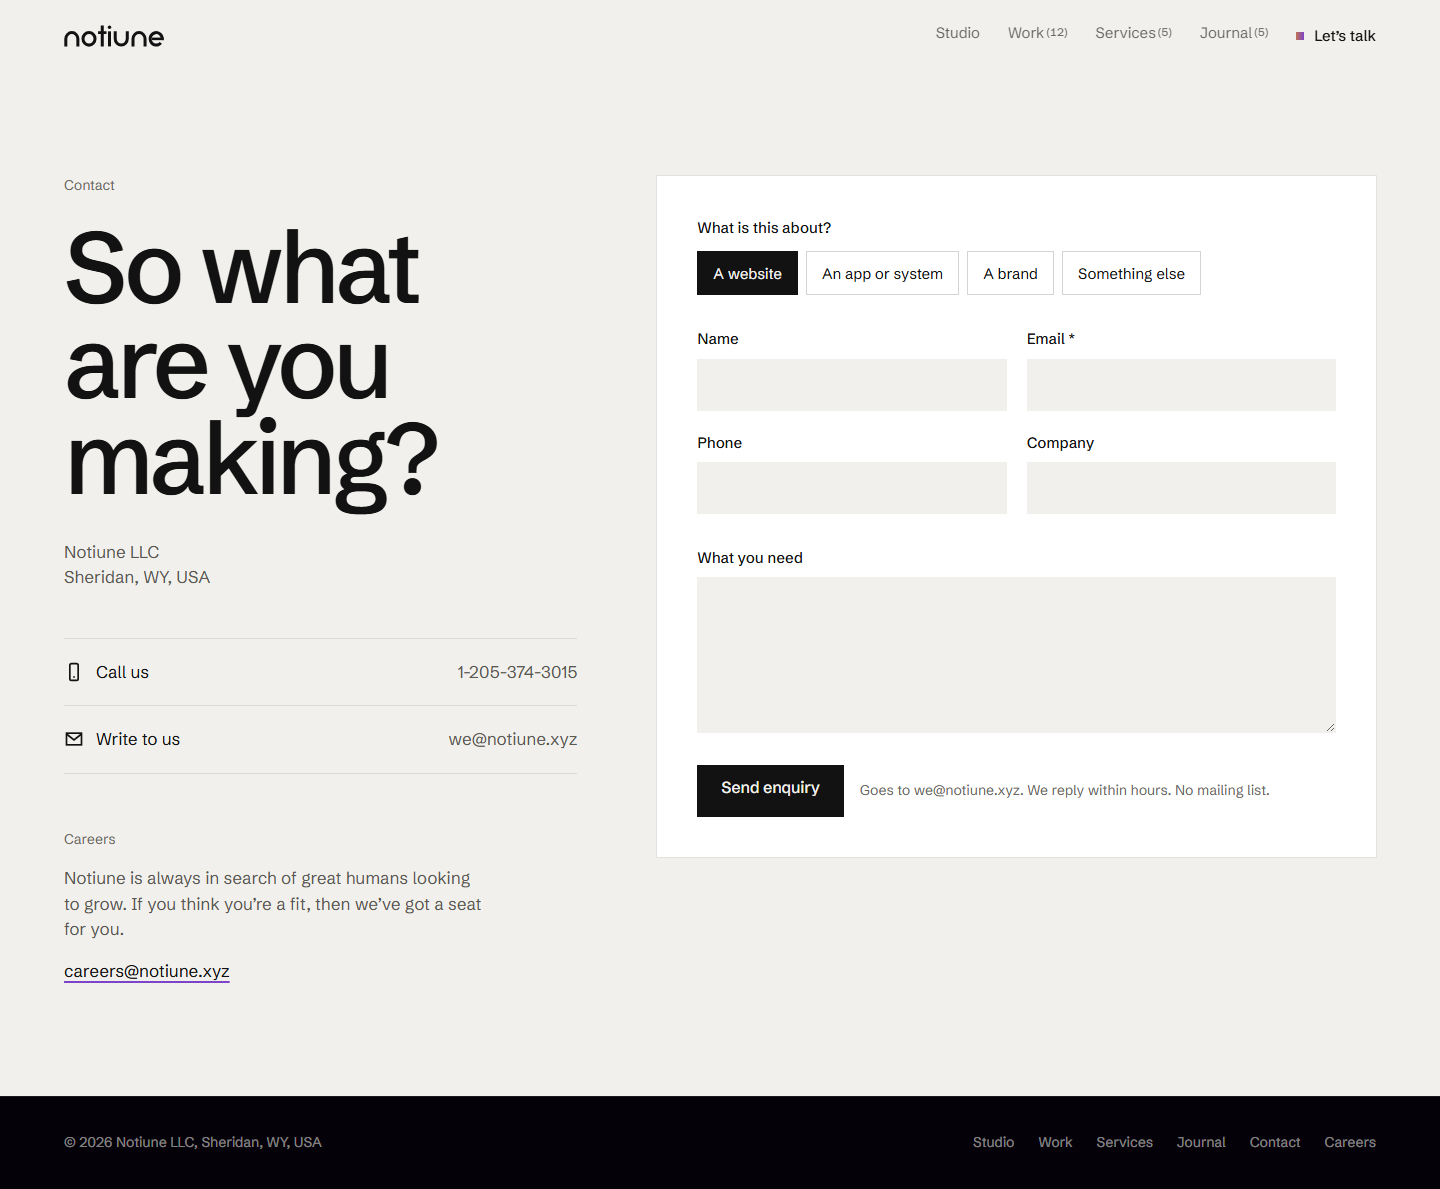 notiune
Studio Work (12) Services (5) Journal (5) Let’s talk
Contact
So what
are you
making?
Notiune LLC
Sheridan, WY, USA
Call us 1-205-374-3015
Write to us we@notiune.xyz
Careers
Notiune is always in search of great humans looking
to grow. If you think you’re a fit, then we’ve got a seat
for you.
careers@notiune.xyz
What is this about?
A website An app or system A brand Something else
Name Email *
Phone Company
What you need
Send enquiry Goes to we@notiune.xyz. We reply within hours. No mailing list.
© 2026 Notiune LLC, Sheridan, WY, USA
Studio Work Services Journal Contact Careers